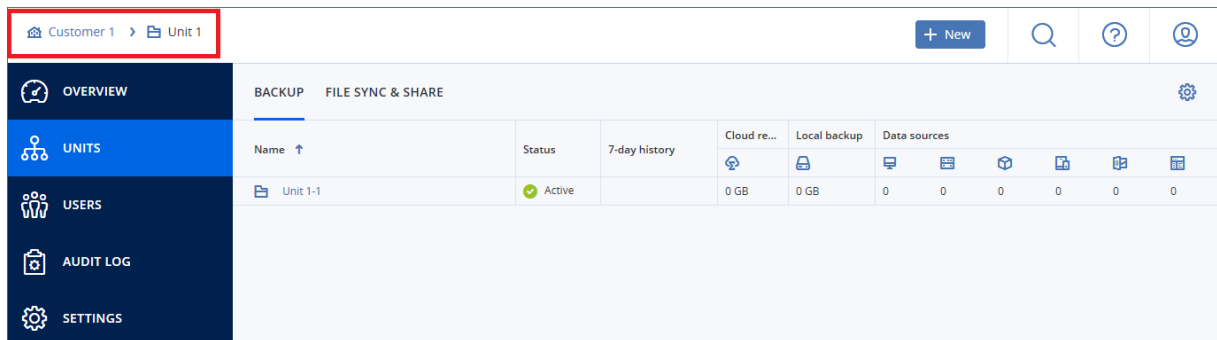 Customer 1 > Unit 1
+ New
OVERVIEW
UNITS
USERS
AUDIT LOG
SETTINGS
BACKUP FILE SYNC & SHARE
Name ↑ Status 7-day history Cloud re... Local backup Data sources
Unit 1-1 Active 0 GB 0 GB 0 0 0 0 0 0